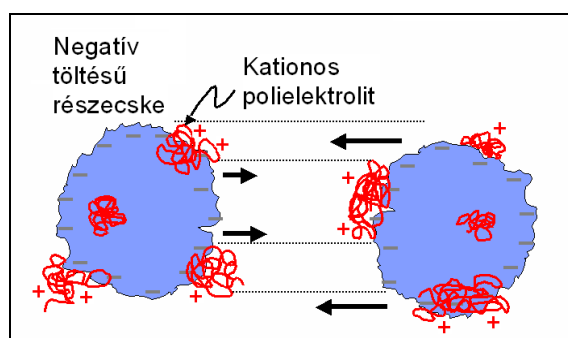 Negatív
töltésű
részecske
Kationos
polielektrolit